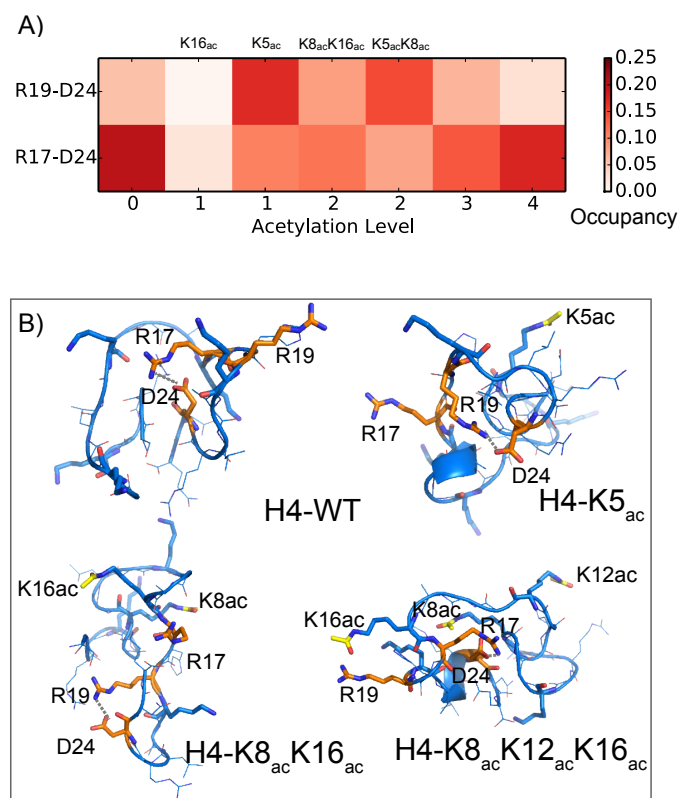 A)
K16ac K5ac K8acK16ac K5acK8ac
R19-D24
R17-D24
0 1 1 2 2 3 4
Acetylation Level
0.25
0.20
0.15
0.10
0.05
0.00
Occupancy
B)
R17
R19
D24
H4-WT
K5ac
R19
R17
D24
H4-K5ac
K16ac
K8ac
R17
R19
D24
H4-K8acK16ac
K12ac
K8ac
K16ac
R17
D24
R19
H4-K8acK12acK16ac